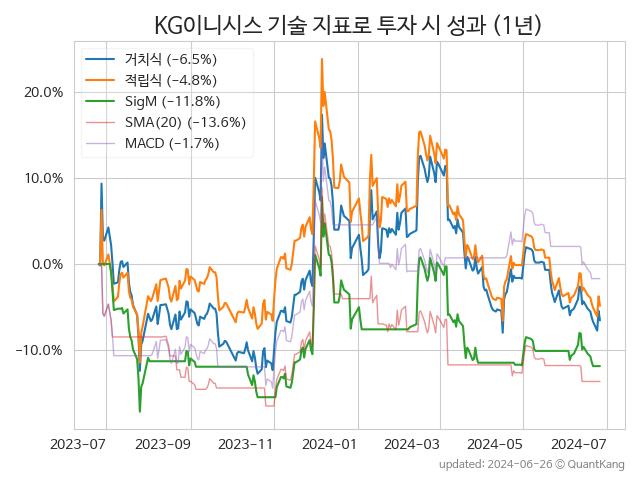 KG이니시스 기술 지표로 투자 시 성과 (1년)
거치식 (−6.5%)
적립식 (−4.8%)
SigM (−11.8%)
SMA(20) (−13.6%)
MACD (−1.7%)
20.0%
10.0%
0.0%
−10.0%
2023-07 2023-09 2023-11 2024-01 2024-03 2024-05 2024-07
updated: 2024-06-26 © QuantKang